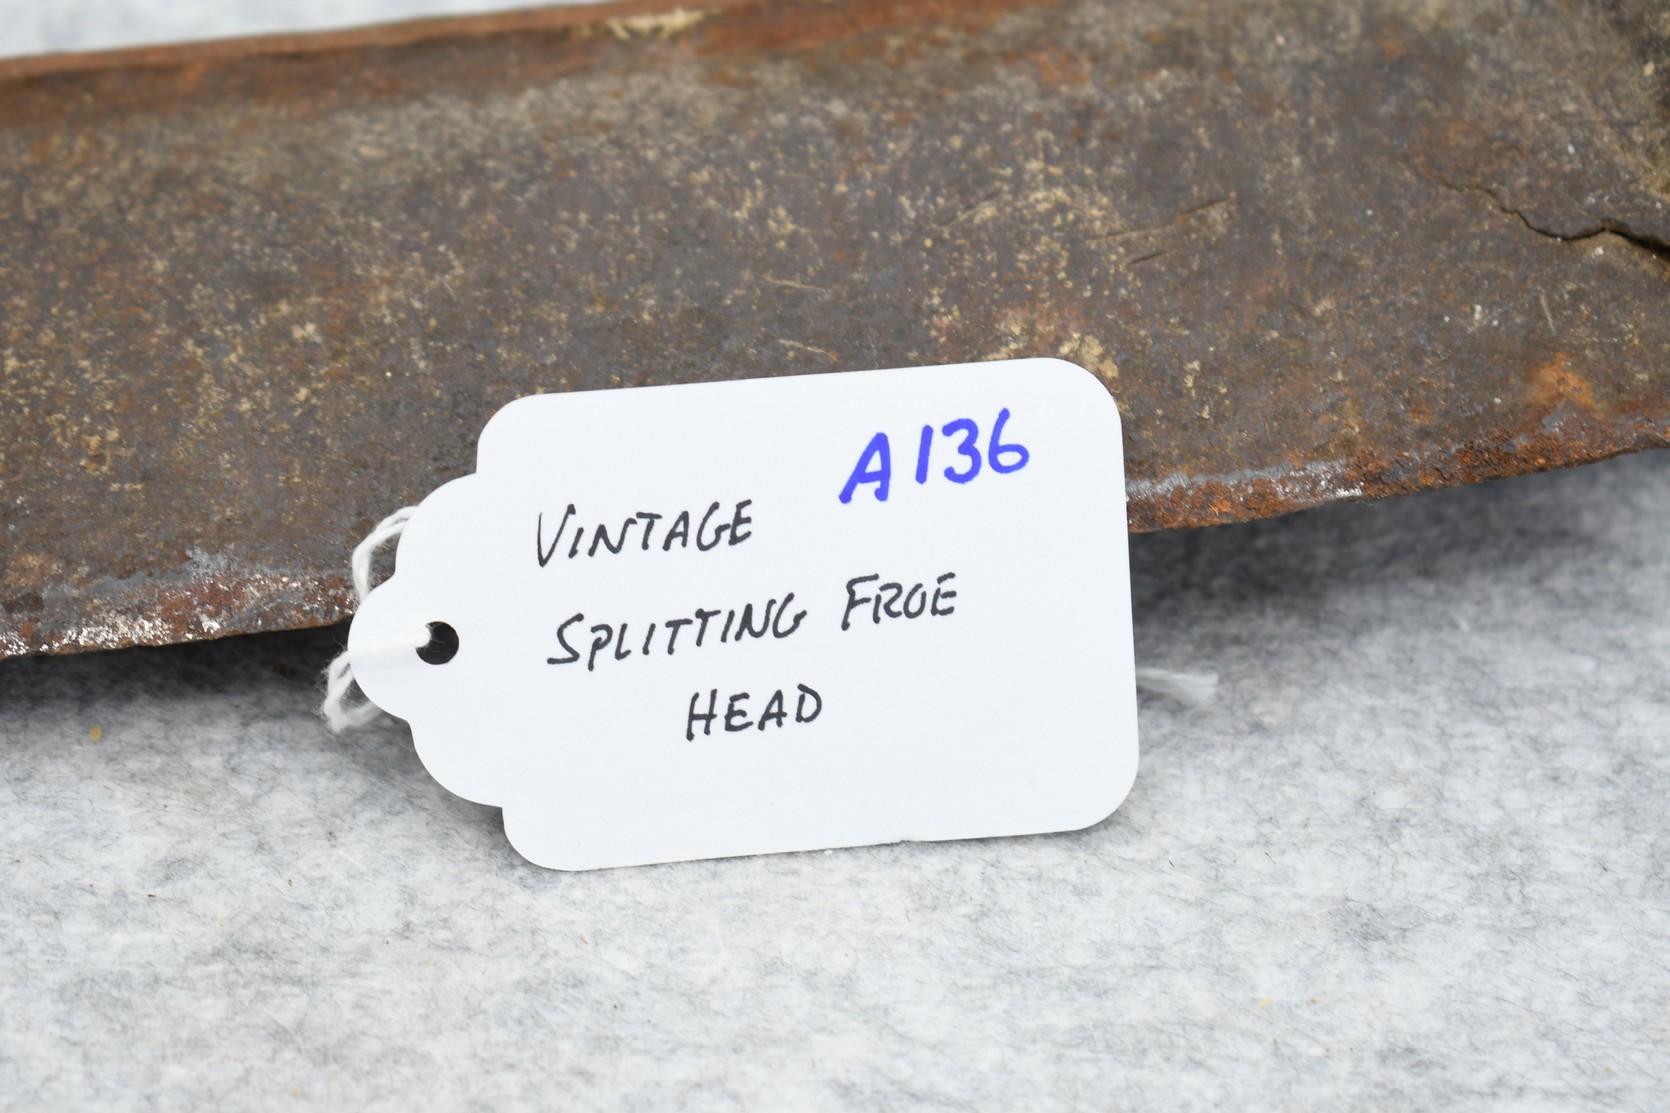 A136
VINTAGE
SPLITTING FROE
HEAD